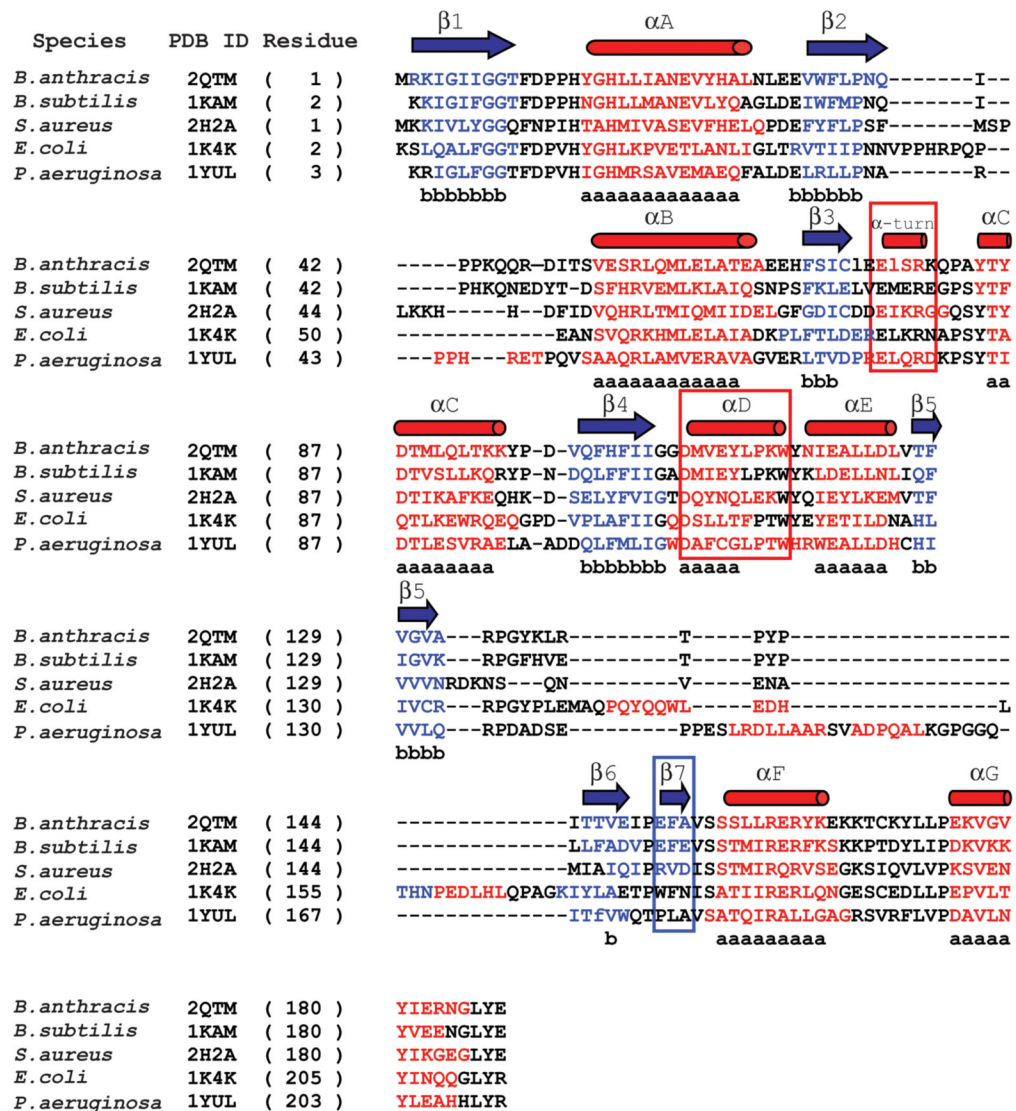 β1 αA β2
Species PDB ID Residue
B.anthracis 2QTM ( 1 ) MRKIGIIGGTFDPPHYGHLLIANEVYHALNLEEVWFLPNQ-------I--
B.subtilis 1KAM ( 2 ) KKIGIFGGTFDPPHNGHLLMANEVLYQAGLDEIWFMPNQ-------I--
S.aureus 2H2A ( 1 ) MKKIVLYGGQFNPIHTAHMIVASEVFHELQPDEFYFLPSF-------MSP
E.coli 1K4K ( 2 ) KSLQALFGGTFDPVHYGHLKPVETLANLIGLTRVTIIPNNVPPHRPQP--
P.aeruginosa 1YUL ( 3 ) KRIGLFGGTFDPVHIGHMRSAVEMAEQFALDELRLLPNA-------R--
bbbbbbb aaaaaaaaaaaaa bbbbbb
αB β3 α-turn αC
B.anthracis 2QTM ( 42 ) -----PPKQQR-DITSVESRLQMLELATEAEEHFSIClEElSRKQPAYTY
B.subtilis 1KAM ( 42 ) -----PHKQNEDYT-DSFHRVEMLKLAIQSNPSFKLELVEMEREGPSYTF
S.aureus 2H2A ( 44 ) LKKH-----H-DFIDVQHRLTMIQMIIDELGFGDICDDEIKRGGQSYTY
E.coli 1K4K ( 50 ) -------------EANSVQRKHMLELAIADKPLFTLDERELKRNAPSYTA
P.aeruginosa 1YUL ( 43 ) ---PPH---RETPQVSAAQRLAMVERAVAGVERLTVDPRELQRDKPSYTI
aaaaaaaaaaaa bbb aa
αC β4 αD αE β5
B.anthracis 2QTM ( 87 ) DTMLQLTKKYP-D-VQFHFIIGGDMVEYLPKWYNIEALLDLVTF
B.subtilis 1KAM ( 87 ) DTVSLLKQRYPN-DQLFFIIGADMIEYLPKWYKLDELLNLIQF
S.aureus 2H2A ( 87 ) DTIKAFKEQHK-D-SELYFVIGTDQYNQLEKWYQIEYLKEMVTF
E.coli 1K4K ( 87 ) QTLKEWRQEQGPD-VPLAFIIGQDSLLTFPTWYEYETILDNAHL
P.aeruginosa 1YUL ( 87 ) DTLESVRAELA-ADDQLFMLIGWDAFCGLPTWHRWEALLDHCHI
aaaaaaaa bbbbbbb aaaaa aaaaaa bb
β5
B.anthracis 2QTM ( 129 ) VGVA---RPGYKLR---------T-----PYP------------------
B.subtilis 1KAM ( 129 ) IGVK---RPGFHVE---------T-----PYP------------------
S.aureus 2H2A ( 129 ) VVVNRDKNS---QN---------V-----ENA------------------
E.coli 1K4K ( 130 ) IVCR---RPGYPLEMAQPQYQQWL-----EDH-----------------L
P.aeruginosa 1YUL ( 130 ) VVLQ---RPDADSE---------PPESLRDLLAARSVADPQALKGPGGQ-
bbbb
β6 β7 αF αG
B.anthracis 2QTM ( 144 ) --------------ITTVEIPEFAVSSSLLRERYKEKKTCKYLLPEKVGV
B.subtilis 1KAM ( 144 ) --------------LLFADVPEFEVSSTMIRERFKSKKPTDYLIPDKVKK
S.aureus 2H2A ( 144 ) --------------MIAIQIPRVDISSTMIRQRVSEGKSIQVLVPKSVEN
E.coli 1K4K ( 155 ) THNPEDLHLQPAGKIYLAETPWFNISATIIRERLQNGESCEDLLPEPVLT
P.aeruginosa 1YUL ( 167 ) --------------ITfVWQTPLAVSATQIRALLGAGRSVRFLVPDAVLN
b aaaaaaaaa aaaaa
B.anthracis 2QTM ( 180 ) YIERNGLYE
B.subtilis 1KAM ( 180 ) YVEENGLYE
S.aureus 2H2A ( 180 ) YIKGEGLYE
E.coli 1K4K ( 205 ) YINQQGLYR
P.aeruginosa 1YUL ( 203 ) YLEAHHLYR